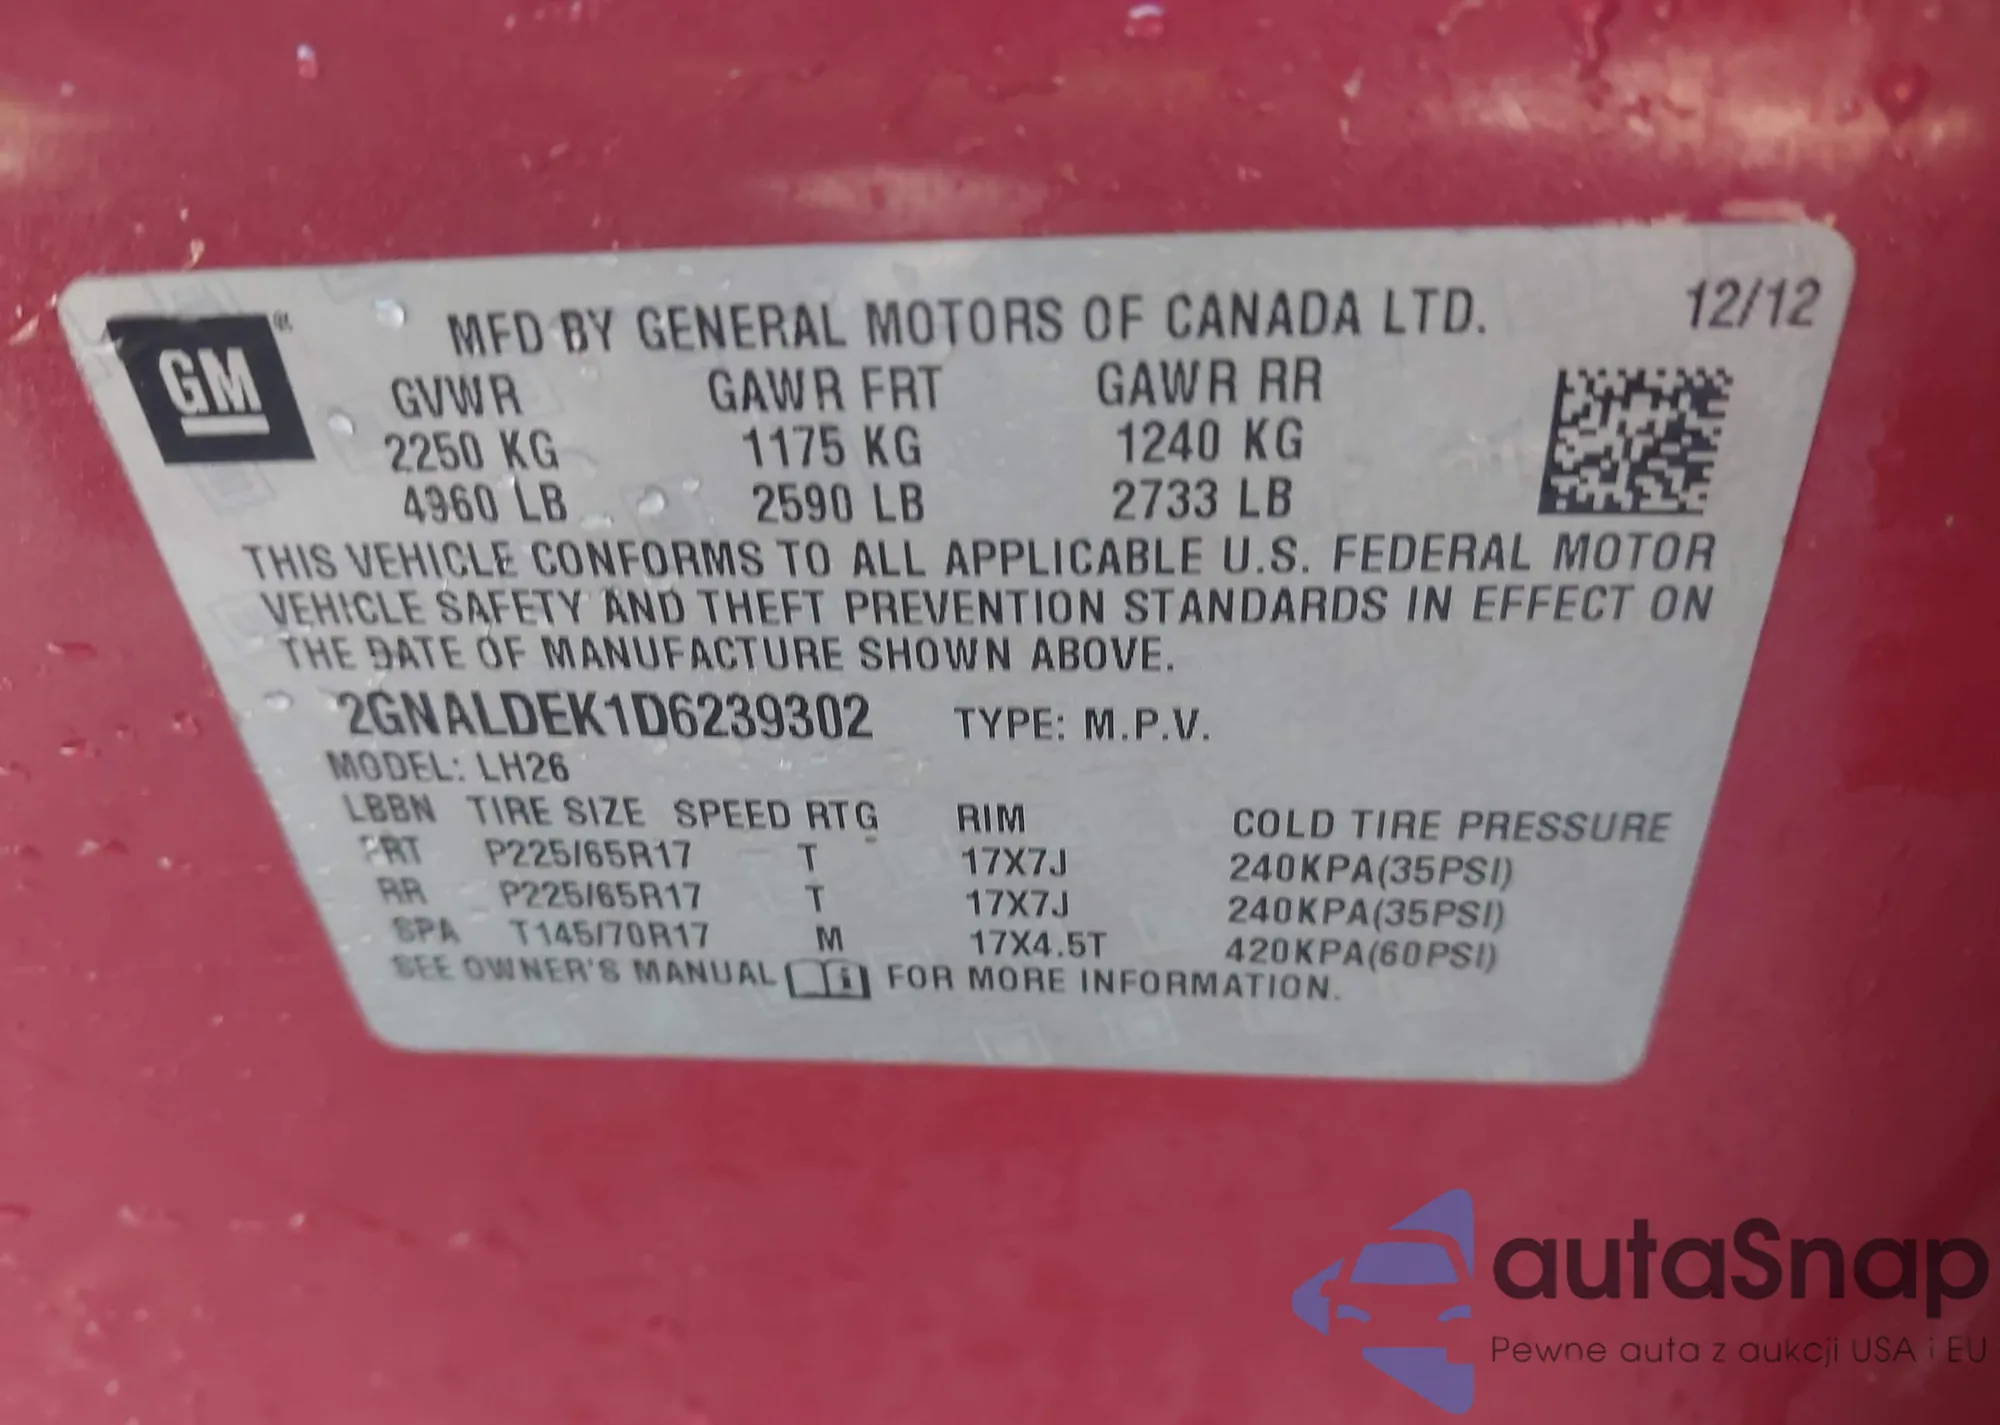 GM
MFD BY GENERAL MOTORS OF CANADA LTD. 12/12
GVWR GAWR FRT GAWR RR
2250 KG 1175 KG 1240 KG
4960 LB 2590 LB 2733 LB
THIS VEHICLE CONFORMS TO ALL APPLICABLE U.S. FEDERAL MOTOR
VEHICLE SAFETY AND THEFT PREVENTION STANDARDS IN EFFECT ON
THE DATE OF MANUFACTURE SHOWN ABOVE.
2GNALDEK1D6239302 TYPE: M.P.V.
MODEL: LH26
LBBN TIRE SIZE SPEED RTG RIM COLD TIRE PRESSURE
FRT P225/65R17 T 17X7J 240KPA(35PSI)
RR P225/65R17 T 17X7J 240KPA(35PSI)
SPA T145/70R17 M 17X4.5T 420KPA(60PSI)
SEE OWNER'S MANUAL FOR MORE INFORMATION.
autaSnap
Pewne auta z aukcji USA i EU